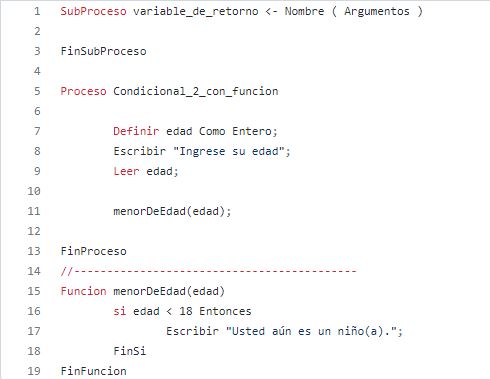 1 SubProceso variable_de_retorno <- Nombre ( Argumentos )
2
3 FinSubProceso
4
5 Proceso Condicional_2_con_funcion
6
7 Definir edad Como Entero;
8 Escribir "Ingrese su edad";
9 Leer edad;
10
11 menorDeEdad(edad);
12
13 FinProceso
14 //-------------------------------------------
15 Funcion menorDeEdad(edad)
16 si edad < 18 Entonces
17 Escribir "Usted aún es un niño(a).";
18 FinSi
19 FinFuncion